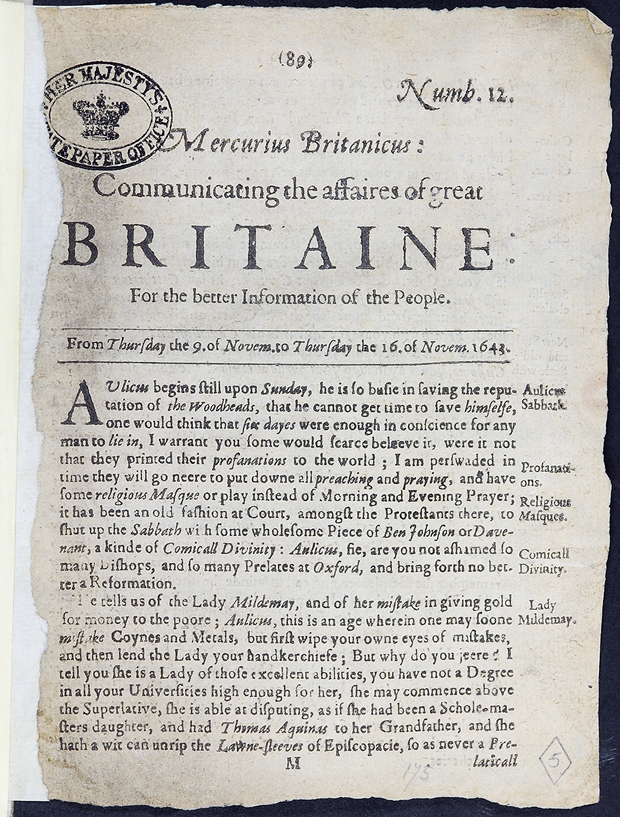 (89)
Numb. 12.
HER MAJESTY'S
STATE PAPER OFFICE
Mercurius Britanicus:
Communicating the affaires of great
BRITAINE:
For the better Information of the People.
From Thursday the 9. of Novem. to Thursday the 16. of Novem. 1643.
AUlicus begins still upon Sunday, he is so busie in saving the repu-
tation of the Woodheads, that he cannot get time to save himselfe,
one would think that six dayes were enough in conscience for any
man to lie in, I warrant you some would scarce beleeve it, were it not
that they printed their profanations to the world ; I am perswaded in
time they will go neere to put downe all preaching and praying, and have
some religious Masque or play instead of Morning and Evening Prayer;
it has been an old fashion at Court, amongst the Protestants there, to
shut up the Sabbath with some wholesome Piece of Ben Johnson or Dave-
nant, a kinde of Comicall Divinity : Aulicus, fie, are you not ashamed so
many Bishops, and so many Prelates at Oxford, and bring forth no bet-
ter a Reformation.
He tells us of the Lady Mildemay, and of her mistake in giving gold
for money to the poore ; Aulicus, this is an age wherein one may soone
mistake Coynes and Metals, but first wipe your owne eyes of mistakes,
and then lend the Lady your handkerchiefe ; But why do you jeere ? I
tell you she is a Lady of those excellent abilities, you have not a Degree
in all your Universities high enough for her, she may commence above
the Superlative, she is able at disputing, as if she had been a Schole-ma-
sters daughter, and had Thomas Aquinas to her Grandfather, and she
hath a wit can unrip the Lawne-sleeves of Episcopacie, so as never a Pre-
M
laticall
Aulicus
Sabbath.
Profanati-
ons.
Religious
Masques.
Comicall
Divinity.
Lady
Mildemay.
175
5